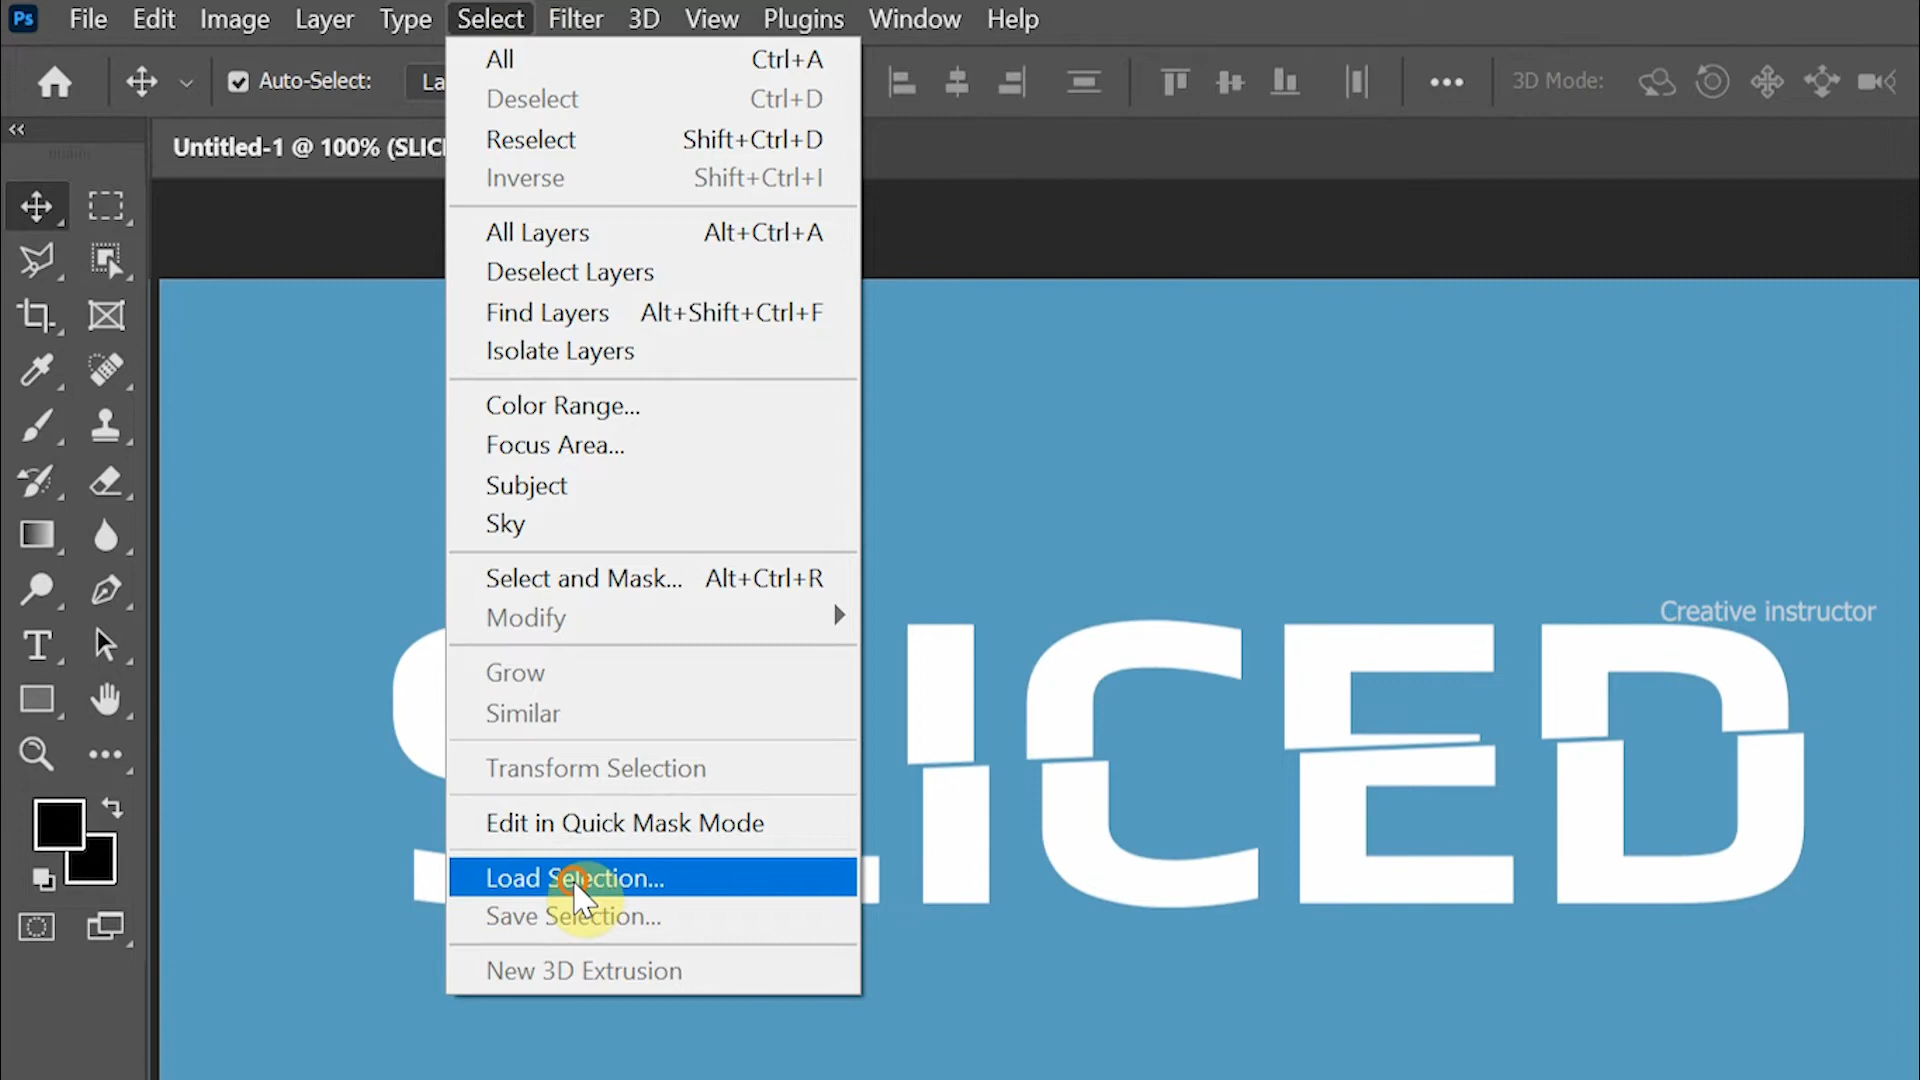 Ps File Edit Image Layer Type Select Filter 3D View Plugins Window Help
Auto-Select: La 3D Mode:
Untitled-1 @ 100% (SLIC
All Ctrl+A
Deselect Ctrl+D
Reselect Shift+Ctrl+D
Inverse Shift+Ctrl+I
All Layers Alt+Ctrl+A
Deselect Layers
Find Layers Alt+Shift+Ctrl+F
Isolate Layers
Color Range...
Focus Area...
Subject
Sky
Select and Mask... Alt+Ctrl+R
Modify
Grow
Similar
Transform Selection
Edit in Quick Mask Mode
Load Selection...
Save Selection...
New 3D Extrusion
Creative instructor
SLICED